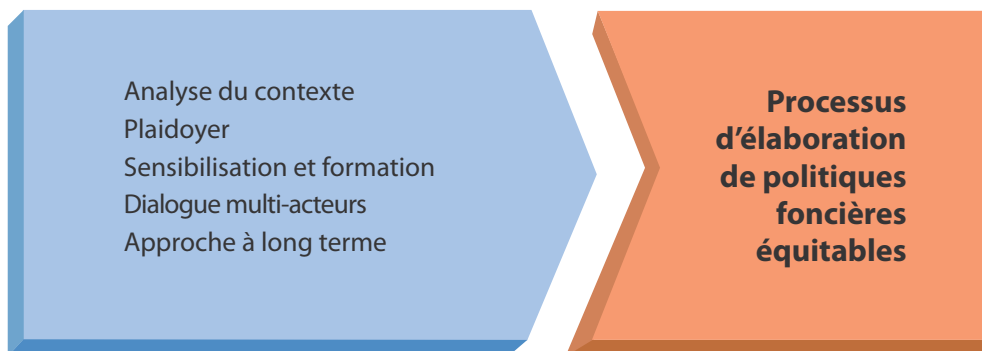 Analyse du contexte
Plaidoyer
Sensibilisation et formation
Dialogue multi-acteurs
Approche à long terme
Processus
d’élaboration
de politiques
foncières
équitables